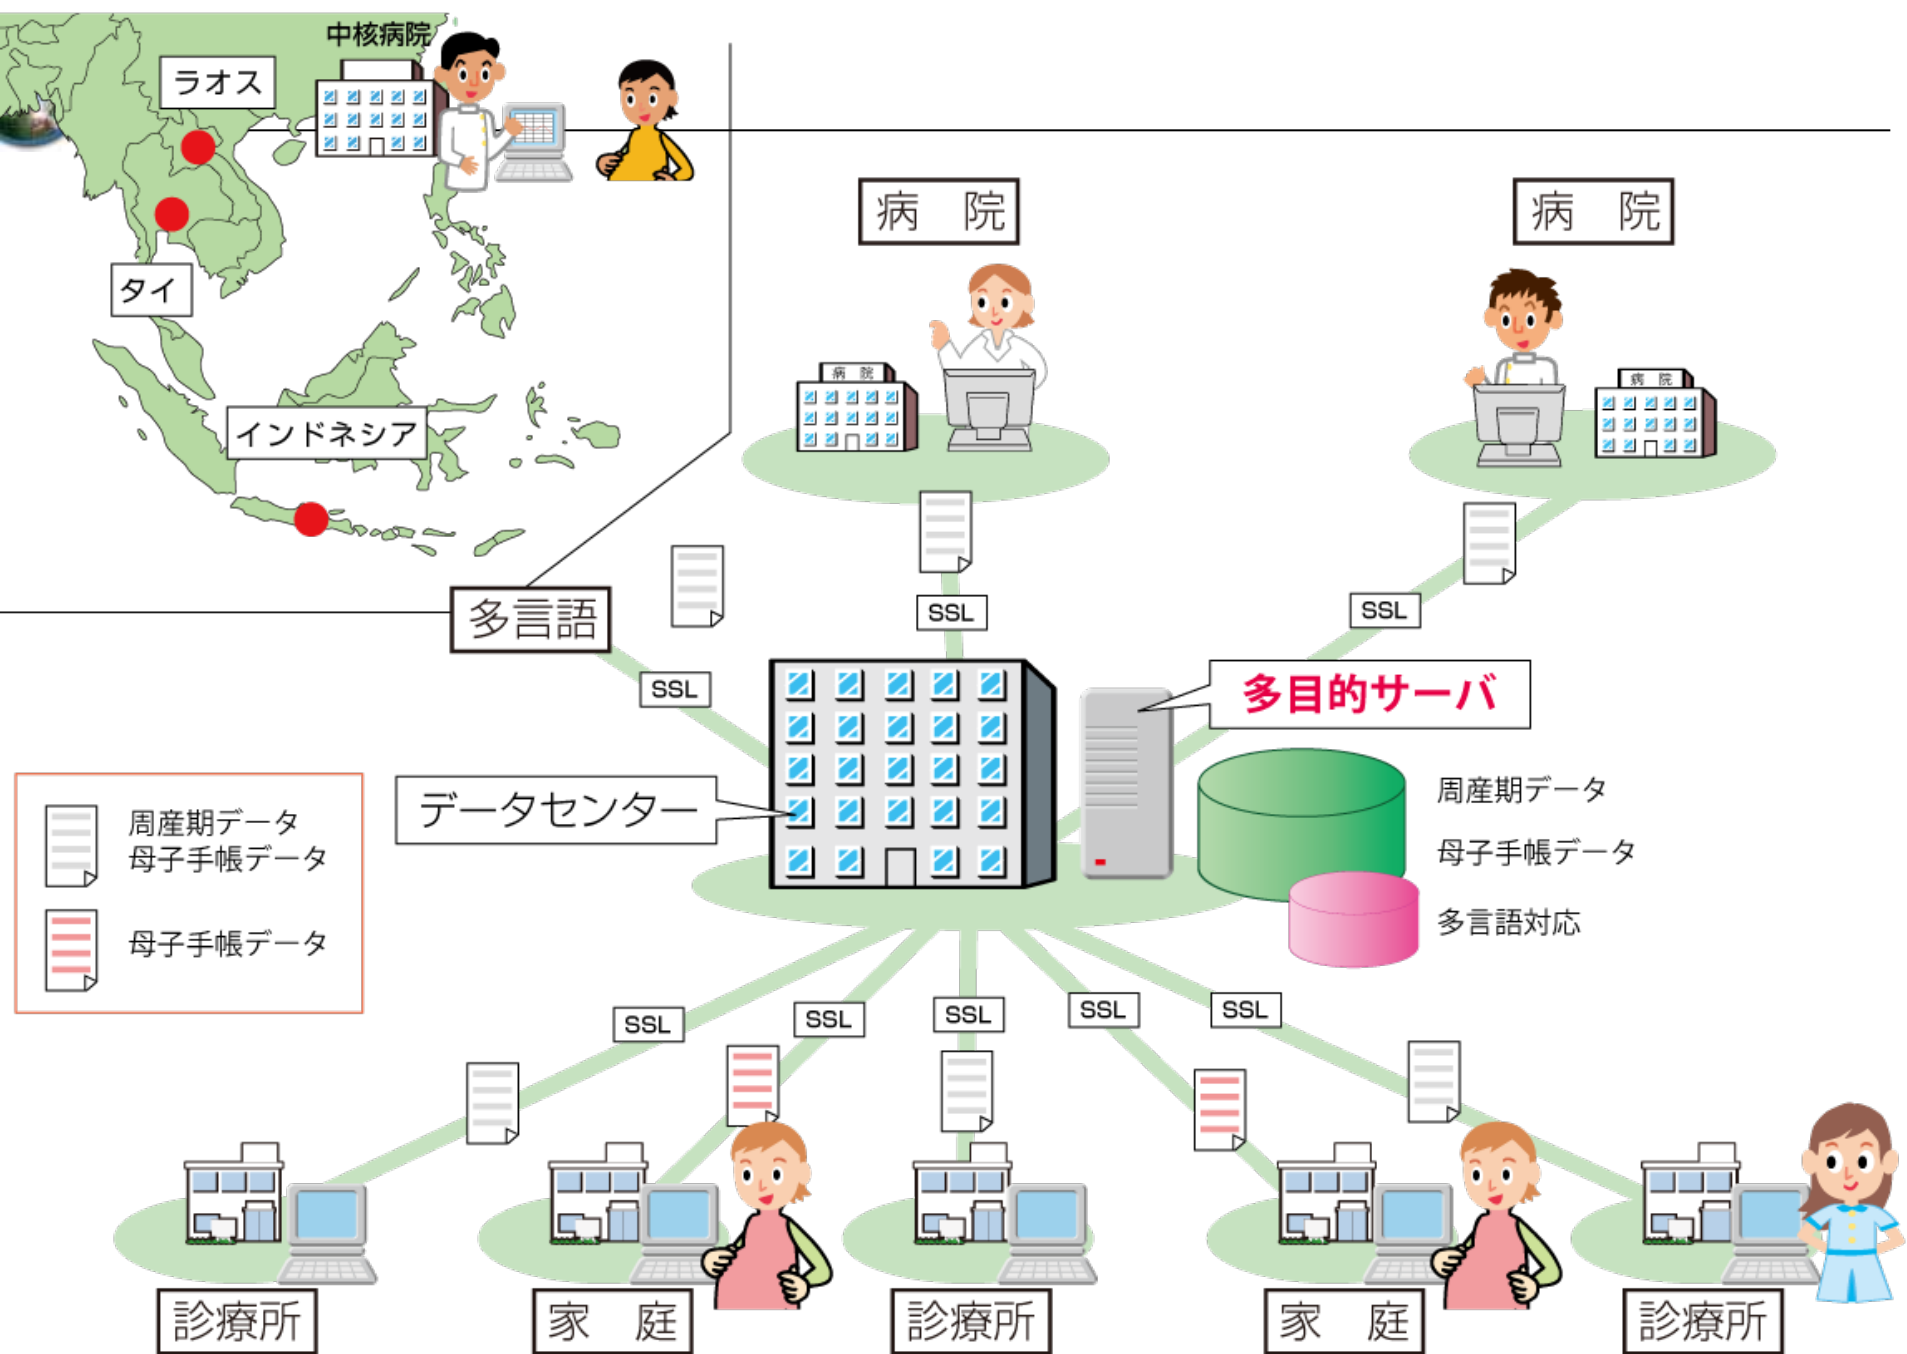 中核病院
ラオス
タイ
インドネシア
病　院
病　院
病　院
病　院
多言語
SSL
SSL
SSL
多目的サーバ
データセンター
周産期データ
母子手帳データ
多言語対応
周産期データ
母子手帳データ
母子手帳データ
SSL
SSL
SSL
SSL
SSL
診療所
家　庭
診療所
家　庭
診療所